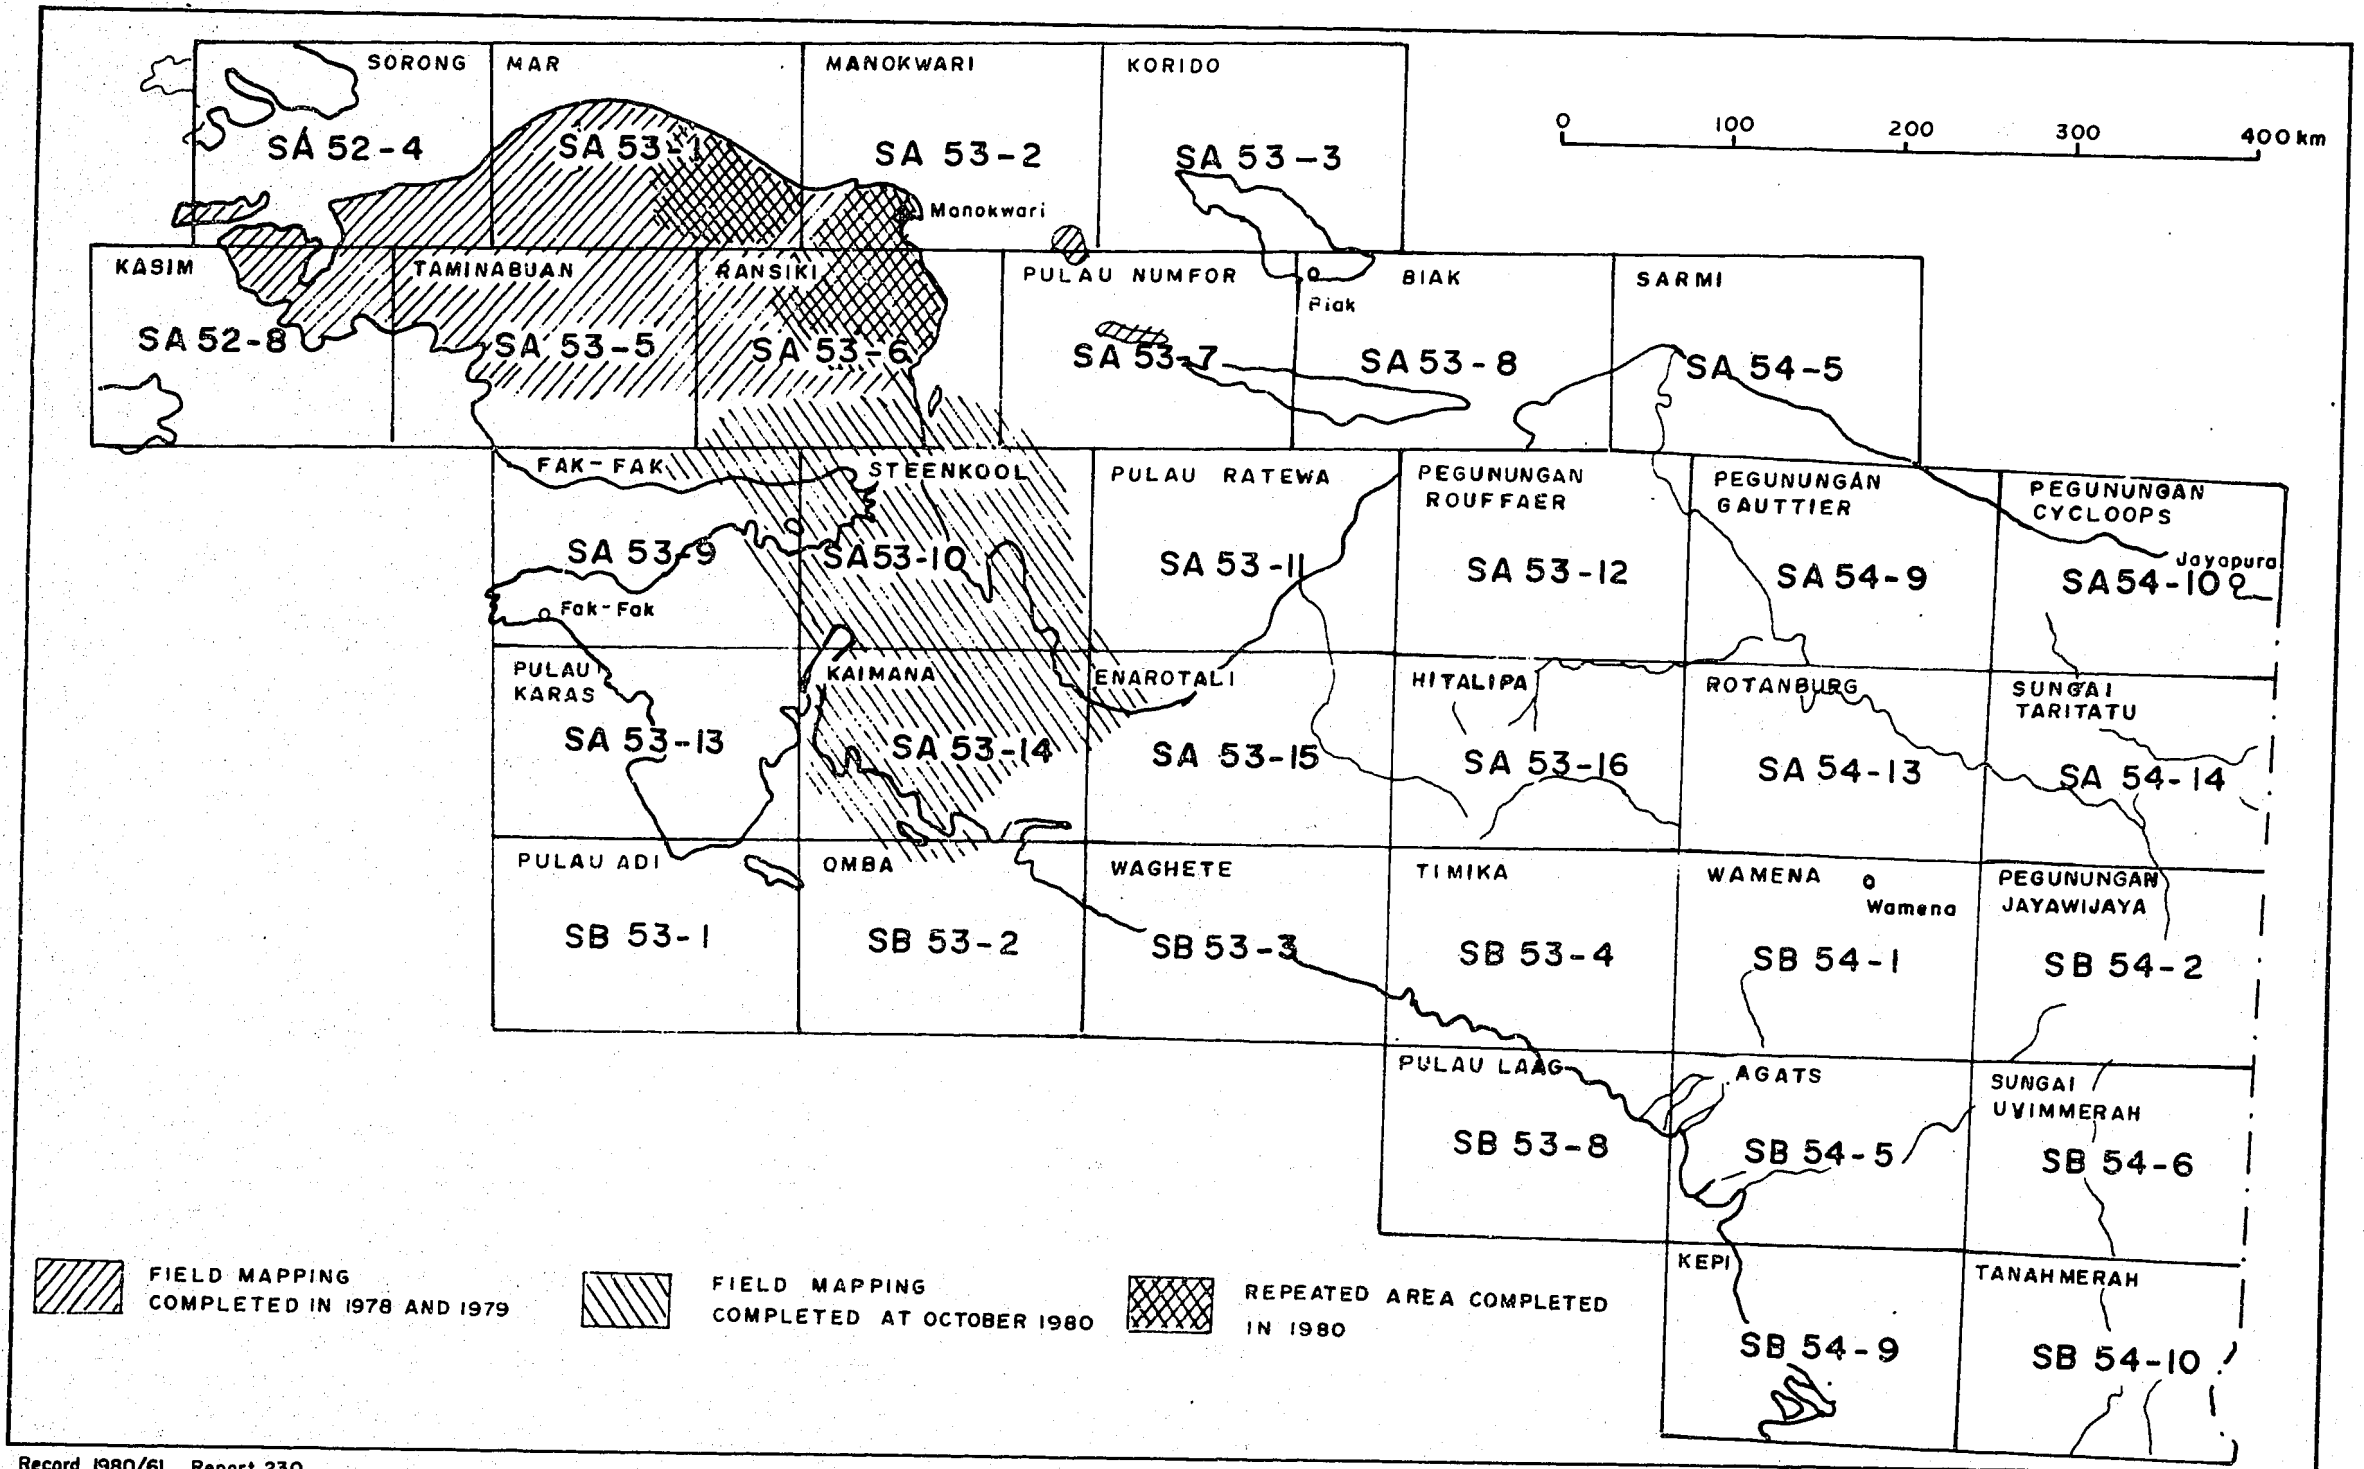 SORONG
MAR
MANOKWARI
KORIDO
0 100 200 300 400 km
SA 52-4
SA 53-1
SA 53-2
SA 53-3
Manokwari
KASIM
TAMINABUAN
RANSIKI
PULAU NUMFOR
BIAK
SARMI
Biak
SA 52-8
SA 53-5
SA 53-6
SA 53-7
SA 53-8
SA 54-5
FAK-FAK
STEENKOOL
PULAU RATEWA
PEGUNUNGAN
ROUFFAER
PEGUNUNGAN
GAUTTIER
PEGUNUNGAN
CYCLOOPS
Jayapura
SA 53-9
SA 53-10
SA 53-11
SA 53-12
SA 54-9
SA 54-10
Fak-Fak
PULAU
KARAS
KAIMANA
ENAROTALI
HITALIPA
ROTANBURG
SUNGAI
TARITATU
SA 53-13
SA 53-14
SA 53-15
SA 53-16
SA 54-13
SA 54-14
PULAU ADI
OMBA
WAGHETE
TIMIKA
WAMENA
Wamena
PEGUNUNGAN
JAYAWIJAYA
SB 53-1
SB 53-2
SB 53-3
SB 53-4
SB 54-1
SB 54-2
PULAU LAAG
AGATS
SUNGAI
UVIMMERAH
SB 53-8
SB 54-5
SB 54-6
KEPI
TANAHMERAH
SB 54-9
SB 54-10
FIELD MAPPING
COMPLETED IN 1978 AND 1979
FIELD MAPPING
COMPLETED AT OCTOBER 1980
REPEATED AREA COMPLETED
IN 1980
Record 1980/61 Report 230